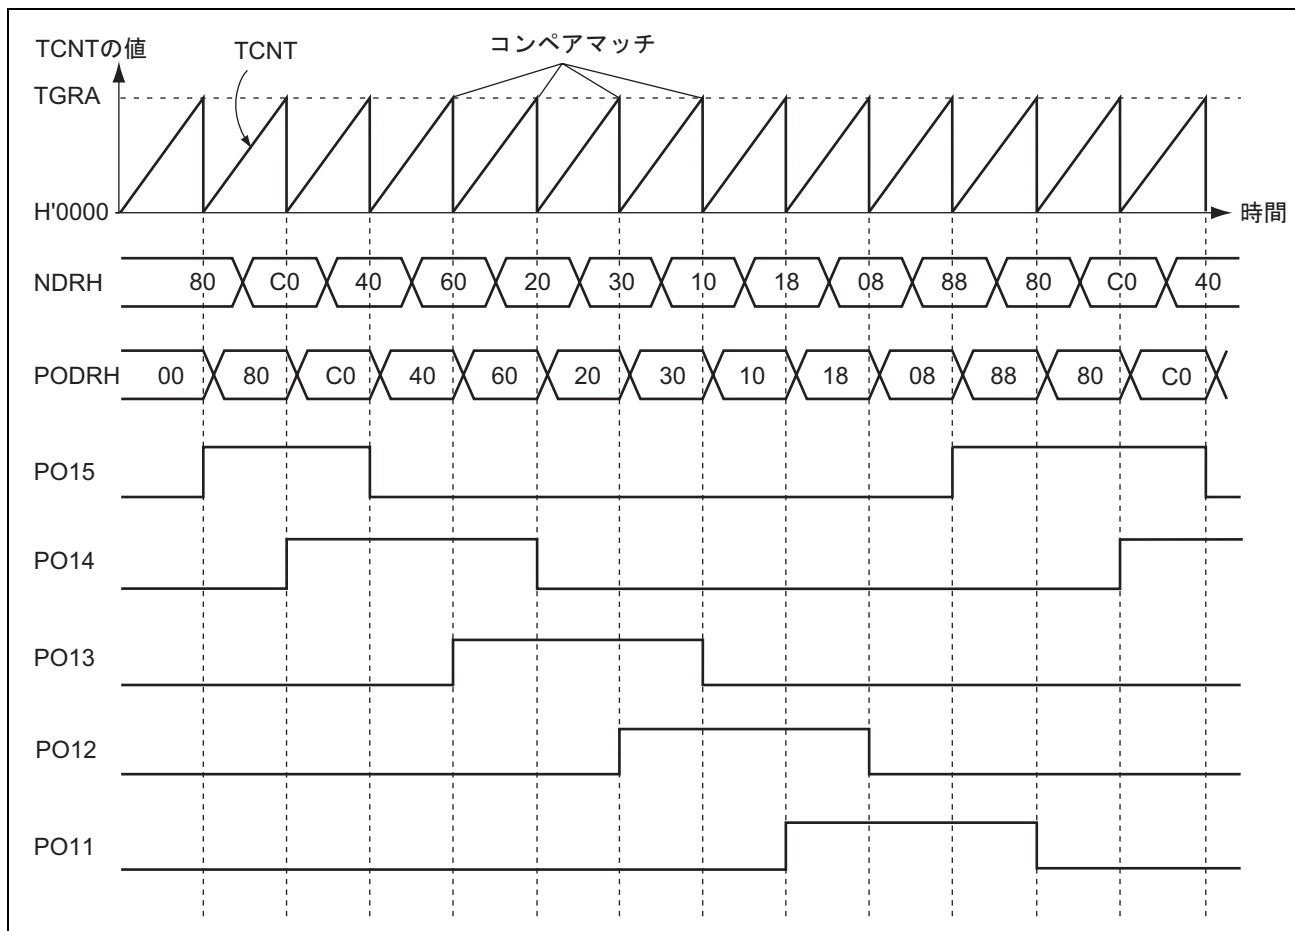 TCNTの値 TCNT コンペアマッチ
TGRA
H'0000 時間
NDRH 80 C0 40 60 20 30 10 18 08 88 80 C0 40
PODRH 00 80 C0 40 60 20 30 10 18 08 88 80 C0
PO15
PO14
PO13
PO12
PO11